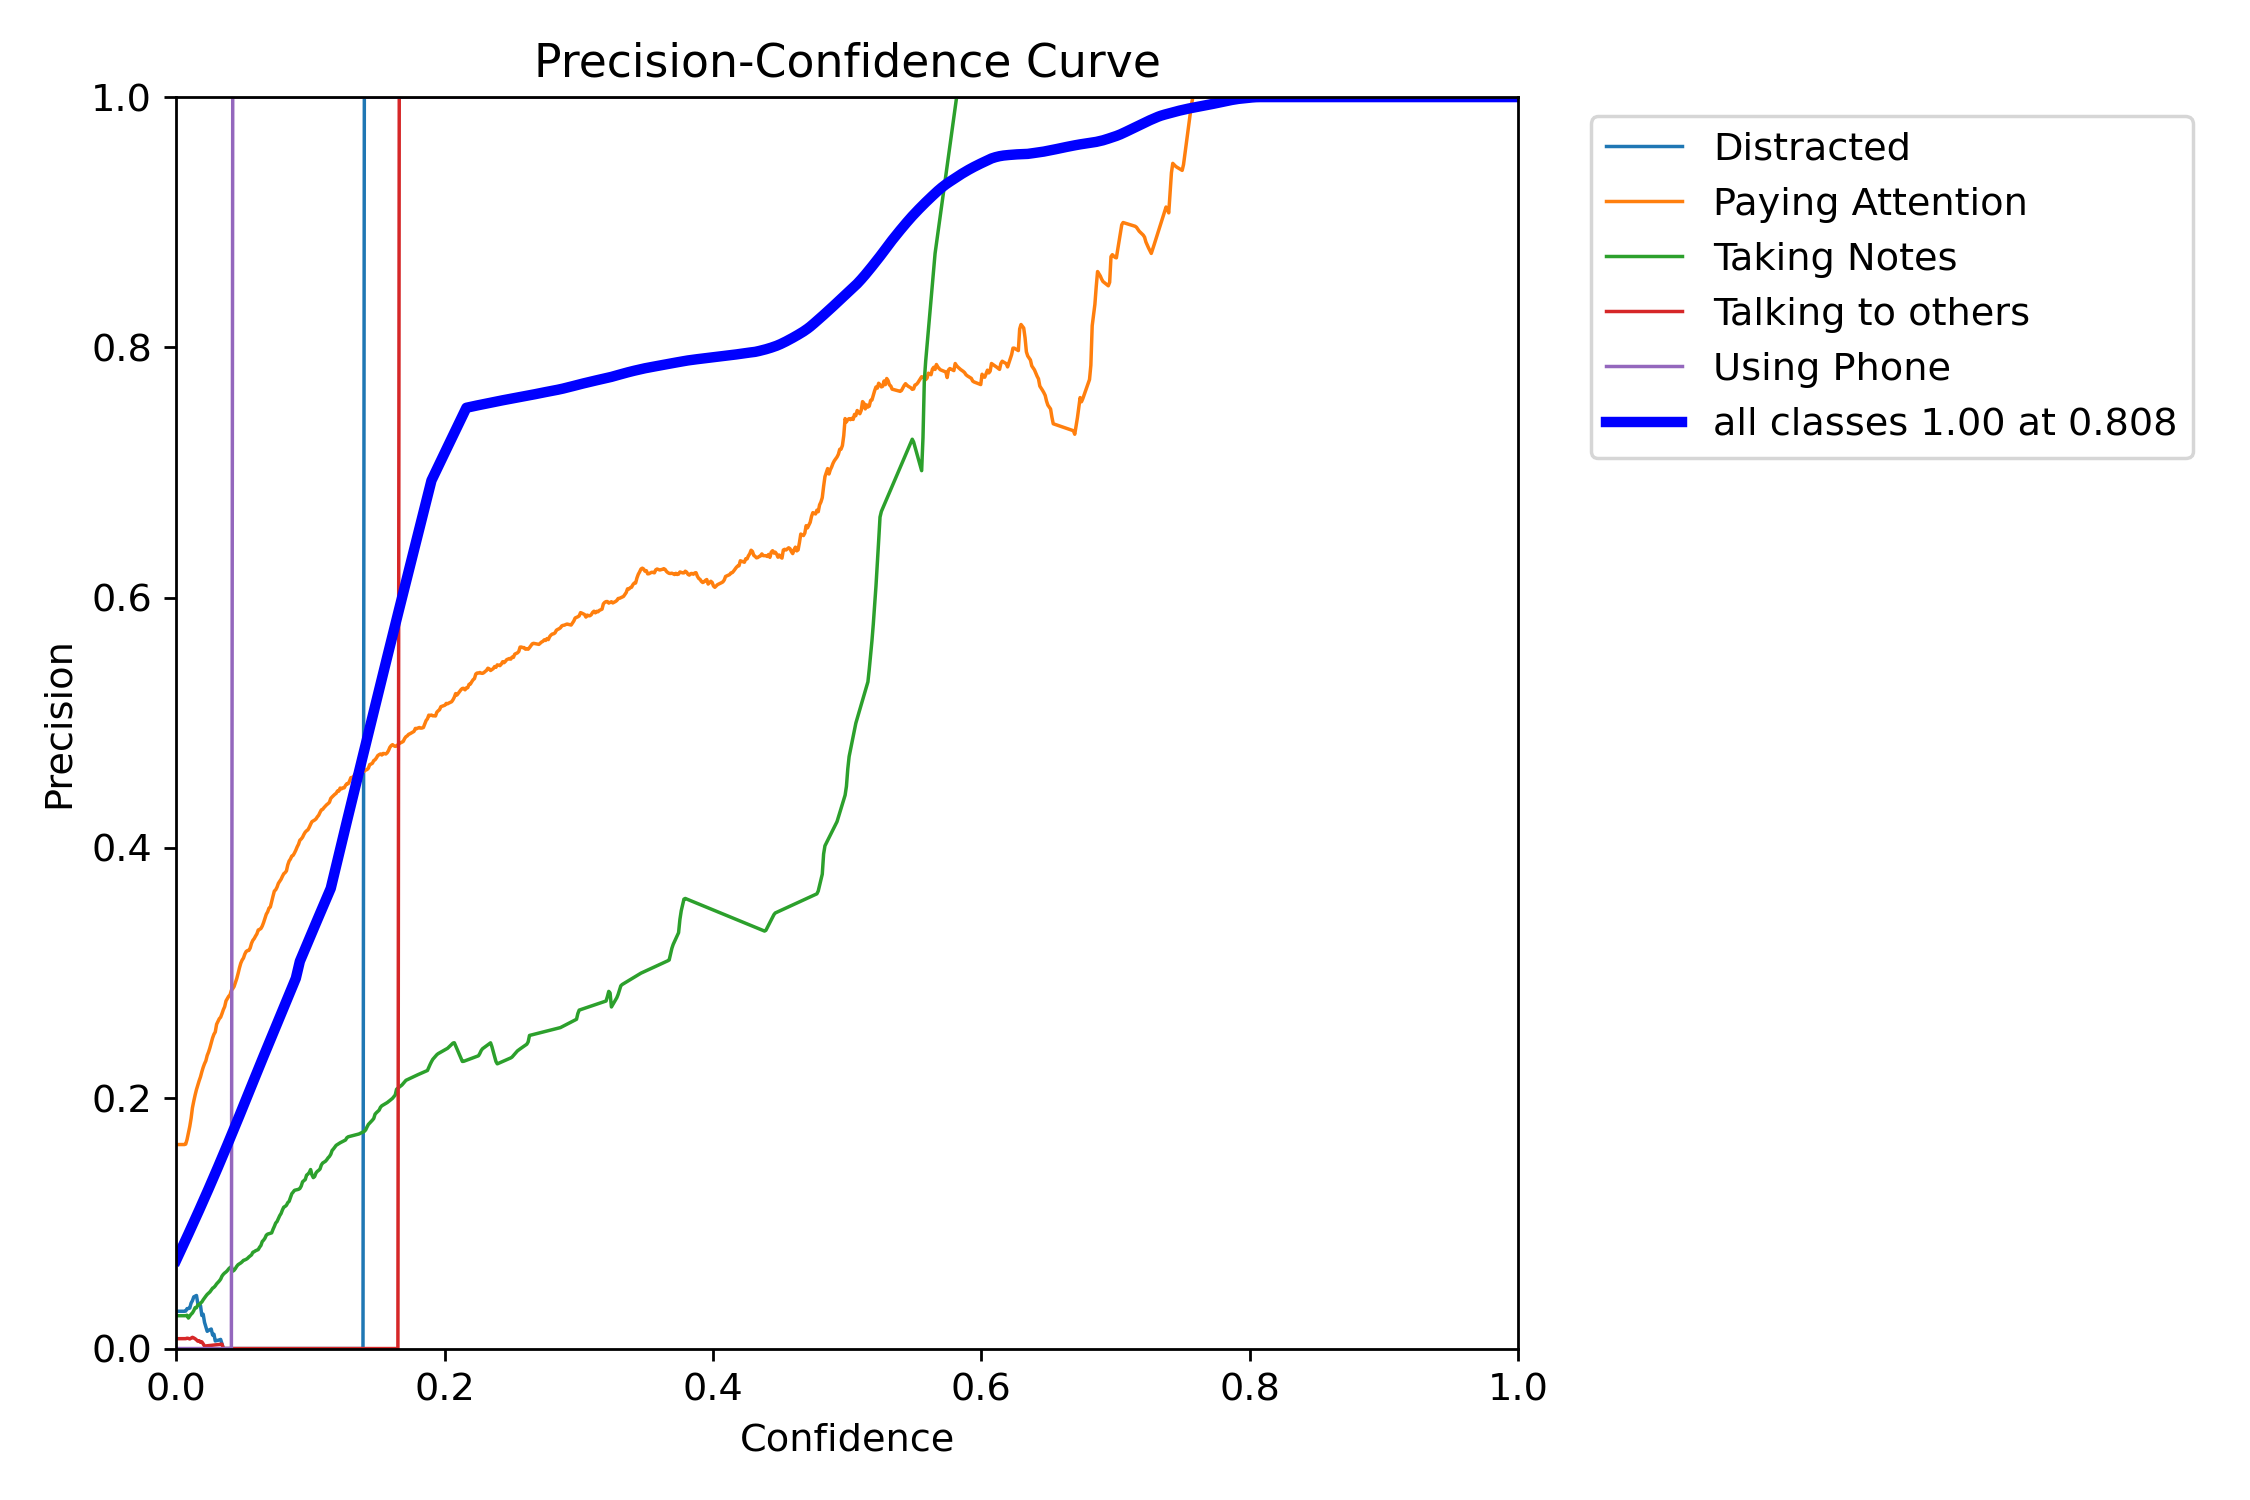 Precision-Confidence Curve
1.0
0.8
0.6
0.4
0.2
0.0
Precision
0.0 0.2 0.4 0.6 0.8 1.0
Confidence
Distracted
Paying Attention
Taking Notes
Talking to others
Using Phone
all classes 1.00 at 0.808